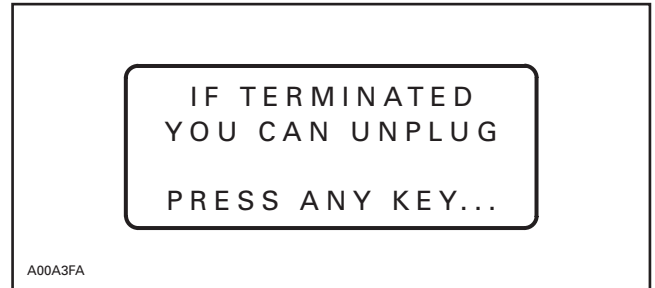 IF TERMINATED
YOU CAN UNPLUG
PRESS ANY KEY...
A00A3FA